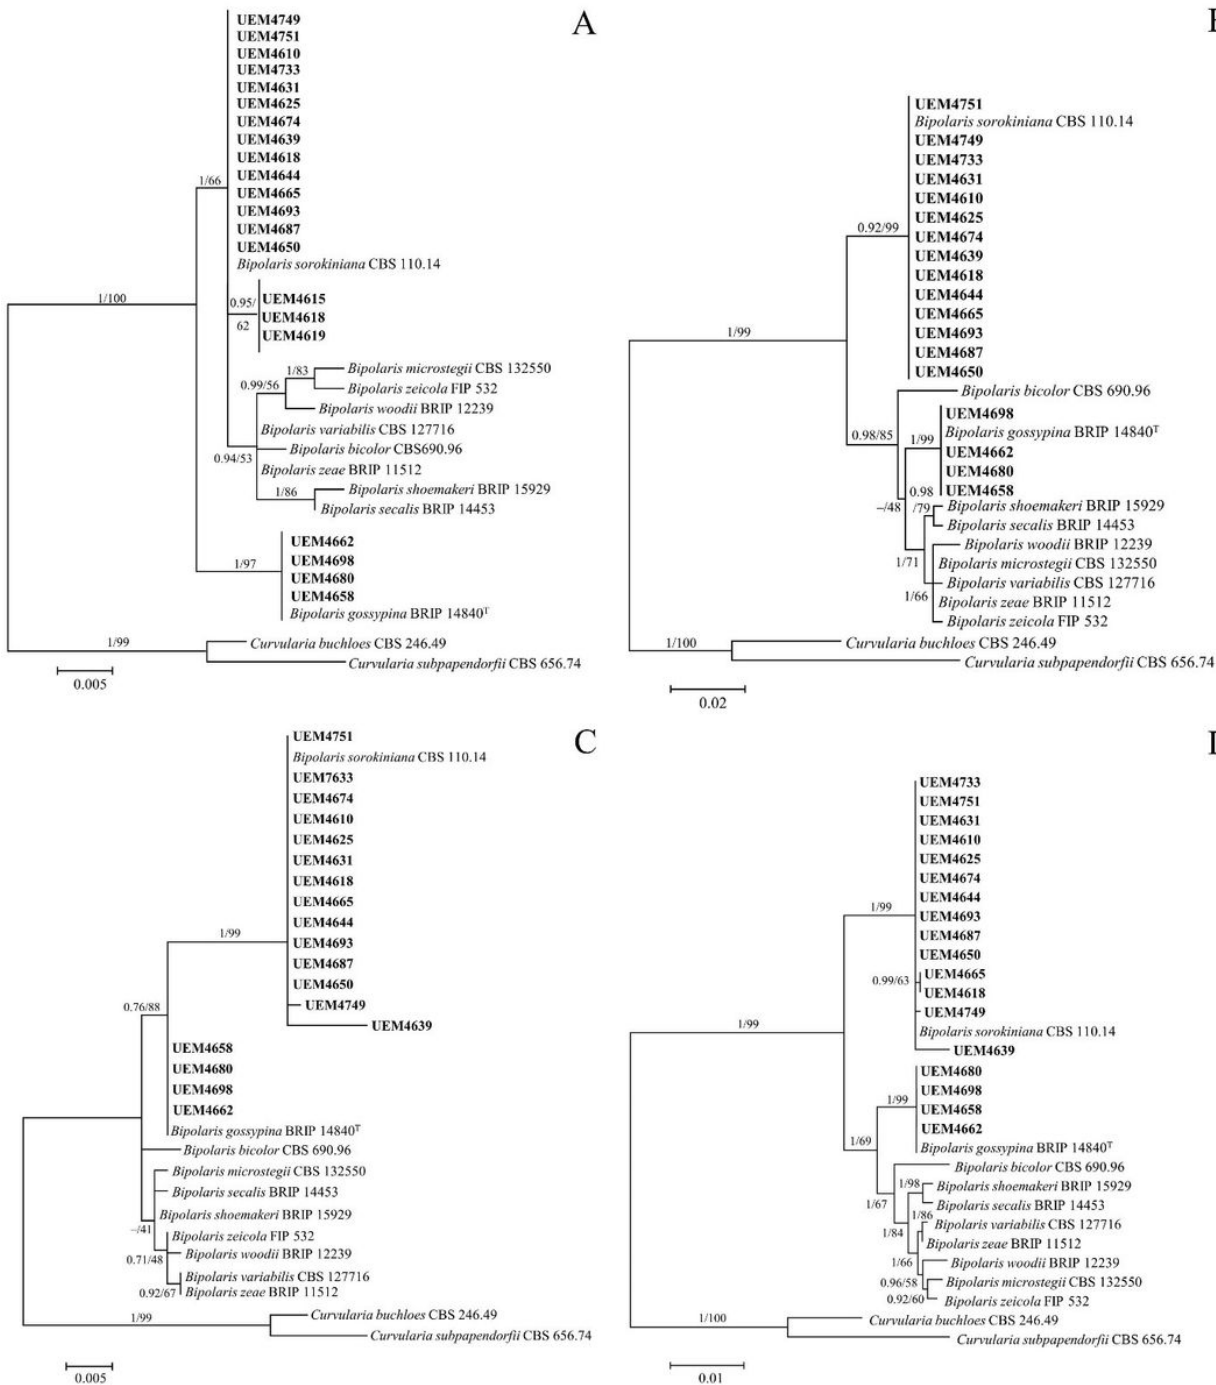 A
UEM4749
UEM4751
UEM4610
UEM4733
UEM4631
UEM4625
UEM4674
UEM4639
UEM4618
UEM4644
UEM4665
UEM4693
UEM4687
UEM4650
Bipolaris sorokiniana CBS 110.14
1/66
1/100
0.95/
62
UEM4615
UEM4618
UEM4619
1/83
Bipolaris microstegii CBS 132550
0.99/56
Bipolaris zeicola FIP 532
Bipolaris woodii BRIP 12239
Bipolaris variabilis CBS 127716
Bipolaris bicolor CBS690.96
0.94/53
Bipolaris zeae BRIP 11512
1/86
Bipolaris shoemakeri BRIP 15929
Bipolaris secalis BRIP 14453
UEM4662
UEM4698
1/97
UEM4680
UEM4658
Bipolaris gossypina BRIP 14840ᵀ
1/99
Curvularia buchloes CBS 246.49
Curvularia subpapendorfii CBS 656.74
0.005
UEM4751
Bipolaris sorokiniana CBS 110.14
UEM4749
UEM4733
UEM4631
UEM4610
UEM4625
0.92/99
UEM4674
UEM4639
UEM4618
UEM4644
UEM4665
UEM4693
UEM4687
UEM4650
1/99
Bipolaris bicolor CBS 690.96
UEM4698
0.98/85
1/99
Bipolaris gossypina BRIP 14840ᵀ
UEM4662
UEM4680
UEM4658
0.98
/79
–/48
Bipolaris shoemakeri BRIP 15929
Bipolaris secalis BRIP 14453
Bipolaris woodii BRIP 12239
1/71
Bipolaris microstegii CBS 132550
Bipolaris variabilis CBS 127716
1/66
Bipolaris zeae BRIP 11512
Bipolaris zeicola FIP 532
1/100
Curvularia buchloes CBS 246.49
Curvularia subpapendorfii CBS 656.74
0.02
C
UEM4751
Bipolaris sorokiniana CBS 110.14
UEM7633
UEM4674
UEM4610
UEM4625
UEM4631
UEM4618
UEM4665
UEM4644
1/99
UEM4693
UEM4687
UEM4650
UEM4749
UEM4639
0.76/88
UEM4658
UEM4680
UEM4698
UEM4662
Bipolaris gossypina BRIP 14840ᵀ
Bipolaris bicolor CBS 690.96
Bipolaris microstegii CBS 132550
Bipolaris secalis BRIP 14453
Bipolaris shoemakeri BRIP 15929
–/41
Bipolaris zeicola FIP 532
Bipolaris woodii BRIP 12239
0.71/48
Bipolaris variabilis CBS 127716
Bipolaris zeae BRIP 11512
0.92/67
1/99
Curvularia buchloes CBS 246.49
Curvularia subpapendorfii CBS 656.74
0.005
UEM4733
UEM4751
UEM4631
UEM4610
UEM4625
UEM4674
UEM4644
1/99
UEM4693
UEM4687
UEM4650
0.99/63
UEM4665
UEM4618
UEM4749
Bipolaris sorokiniana CBS 110.14
UEM4639
1/99
UEM4680
UEM4698
1/99
UEM4658
UEM4662
1/69
Bipolaris gossypina BRIP 14840ᵀ
Bipolaris bicolor CBS 690.96
1/98
Bipolaris shoemakeri BRIP 15929
1/67
Bipolaris secalis BRIP 14453
1/86
Bipolaris variabilis CBS 127716
1/84
Bipolaris zeae BRIP 11512
1/66
Bipolaris woodii BRIP 12239
0.96/58
Bipolaris microstegii CBS 132550
0.92/60
Bipolaris zeicola FIP 532
1/100
Curvularia buchloes CBS 246.49
Curvularia subpapendorfii CBS 656.74
0.01